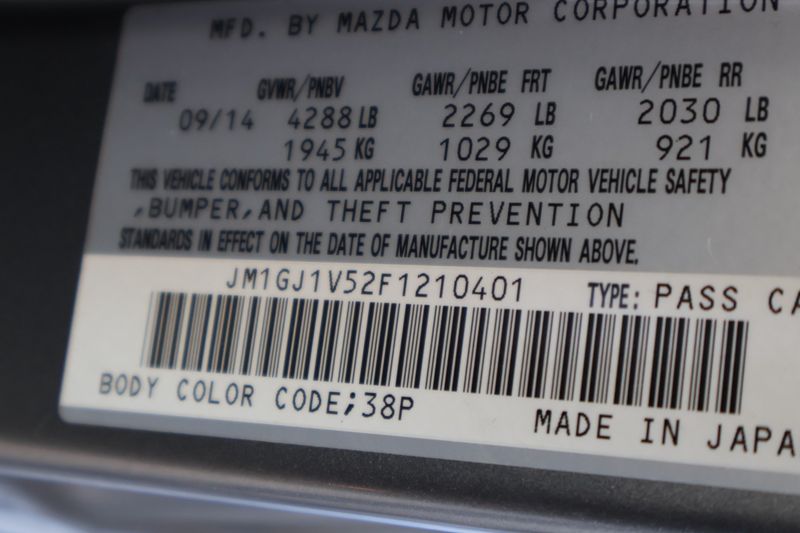 MFD. BY MAZDA MOTOR CORPORATION
DATE GVWR/PNBV GAWR/PNBE FRT GAWR/PNBE RR
09/14 4288 LB 2269 LB 2030 LB
1945 KG 1029 KG 921 KG
THIS VEHICLE CONFORMS TO ALL APPLICABLE FEDERAL MOTOR VEHICLE SAFETY
,BUMPER,AND THEFT PREVENTION
STANDARDS IN EFFECT ON THE DATE OF MANUFACTURE SHOWN ABOVE.
JM1GJ1V52F1210401 TYPE: PASS CA
BODY COLOR CODE;38P
MADE IN JAPA